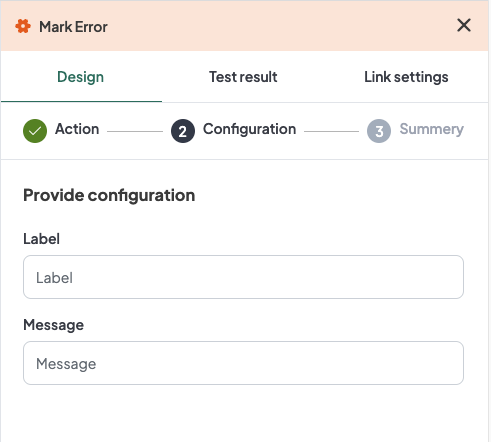 Mark Error
Design Test result Link settings
Action 2 Configuration 3 Summery
Provide configuration
Label
Label
Message
Message